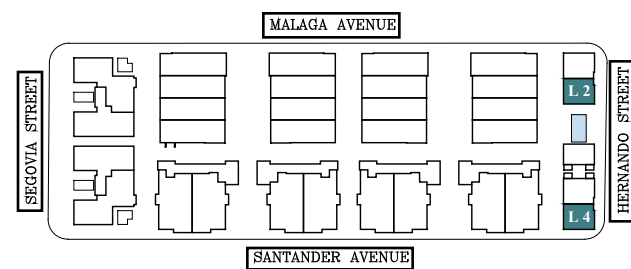 MALAGA AVENUE
SEGOVIA STREET
L 2
HERNANDO STREET
L 4
SANTANDER AVENUE